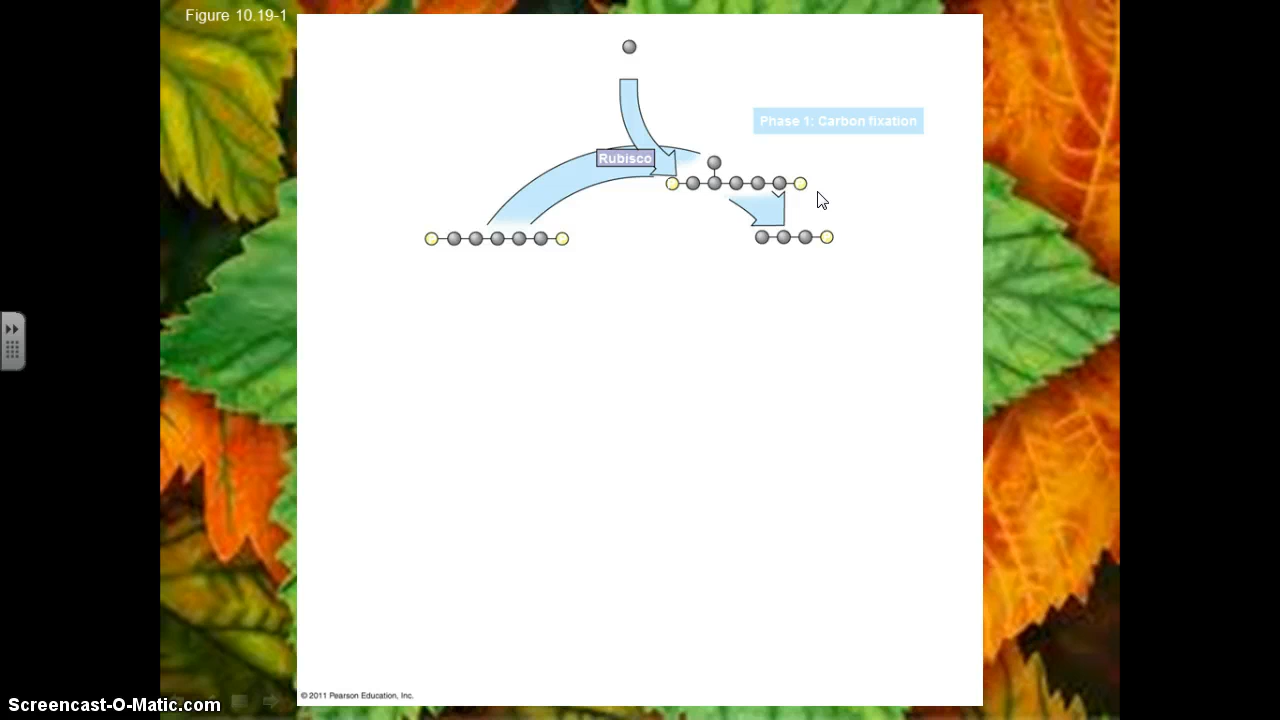 Figure 10.19-1
Phase 1: Carbon fixation
Rubisco
© 2011 Pearson Education, Inc.
Screencast-O-Matic.com